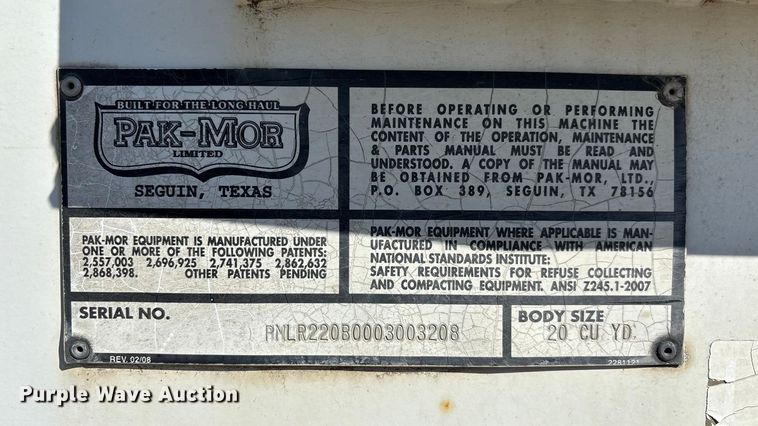 BUILT FOR THE LONG HAUL
PAK-MOR
LIMITED
SEGUIN, TEXAS
BEFORE OPERATING OR PERFORMING
MAINTENANCE ON THIS MACHINE THE
CONTENT OF THE OPERATION, MAINTENANCE
& PARTS MANUAL MUST BE READ AND
UNDERSTOOD. A COPY OF THE MANUAL MAY
BE OBTAINED FROM PAK-MOR, LTD.,
P.O. BOX 389, SEGUIN, TX 78156
PAK-MOR EQUIPMENT IS MANUFACTURED UNDER
ONE OR MORE OF THE FOLLOWING PATENTS:
2,557,003 2,696,925 2,741,375 2,862,632
2,868,398. OTHER PATENTS PENDING
PAK-MOR EQUIPMENT WHERE APPLICABLE IS MAN-
UFACTURED IN COMPLIANCE WITH AMERICAN
NATIONAL STANDARDS INSTITUTE:
SAFETY REQUIREMENTS FOR REFUSE COLLECTING
AND COMPACTING EQUIPMENT. ANSI Z245.1-2007
SERIAL NO.
PNLR220B0003003208
BODY SIZE
20 CU YD
REV. 02/08
2281121
Purple Wave Auction